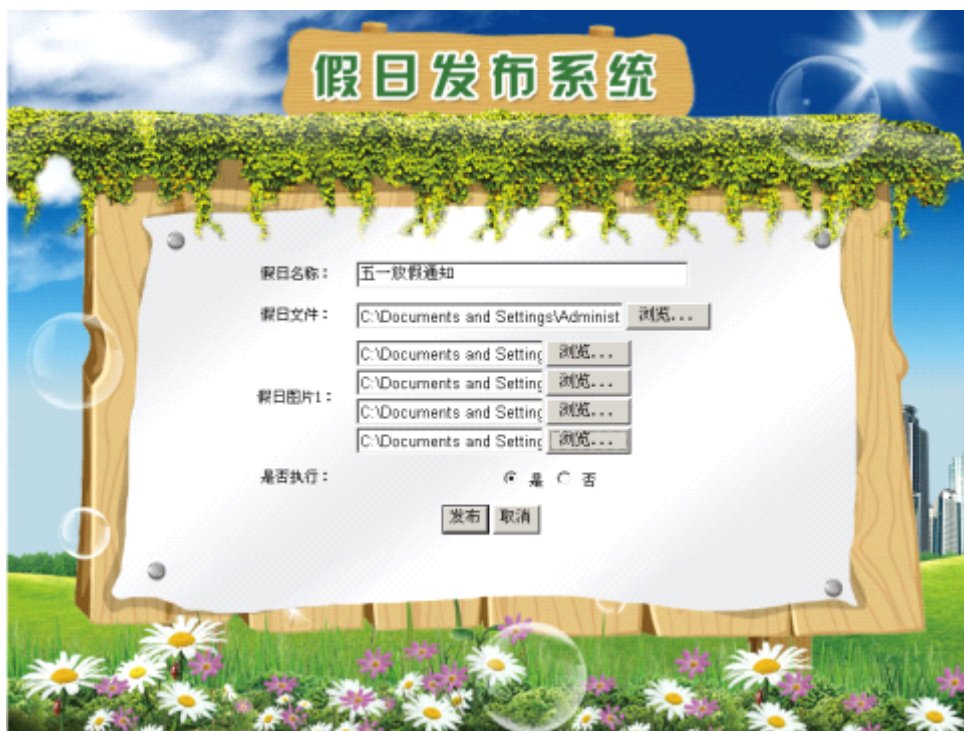 假日发布系统
假日名称： 五一放假通知
假日文件： C:\Documents and Settings\Administ 浏览...
C:\Documents and Setting 浏览...
C:\Documents and Setting 浏览...
假日图片1：
C:\Documents and Setting 浏览...
C:\Documents and Setting 浏览...
是否执行： 是 否
发布 取消